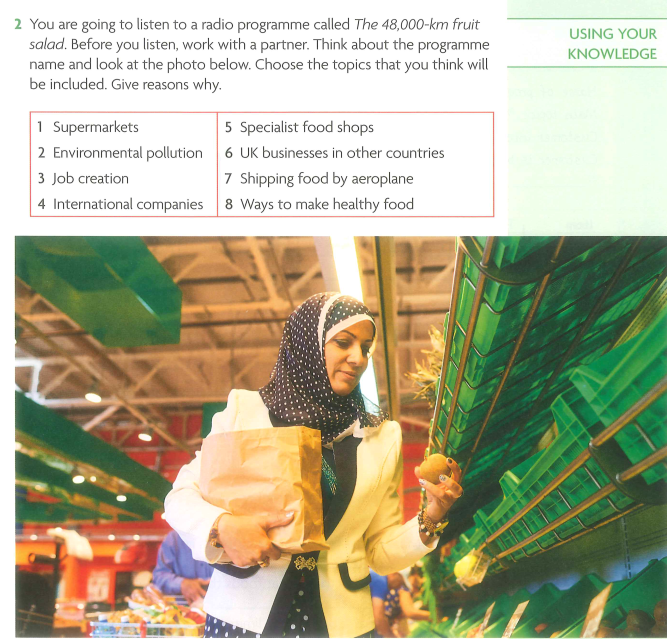 2 You are going to listen to a radio programme called The 48,000-km fruit
salad. Before you listen, work with a partner. Think about the programme
name and look at the photo below. Choose the topics that you think will
be included. Give reasons why.
USING YOUR
KNOWLEDGE
1 Supermarkets
2 Environmental pollution
3 Job creation
4 International companies
5 Specialist food shops
6 UK businesses in other countries
7 Shipping food by aeroplane
8 Ways to make healthy food